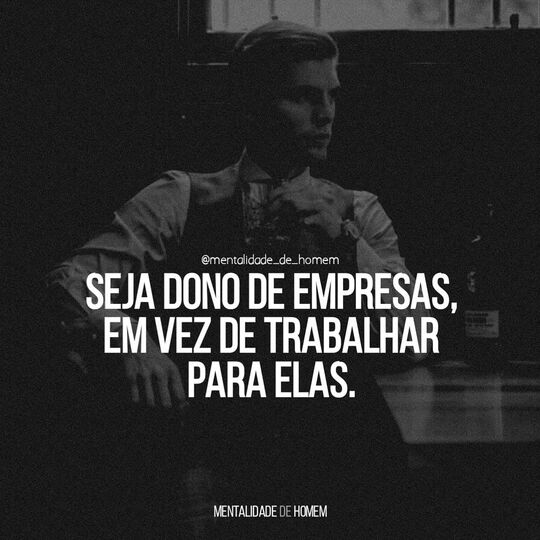 @mentalidade_de_homem
SEJA DONO DE EMPRESAS,
EM VEZ DE TRABALHAR
PARA ELAS.
MENTALIDADE DE HOMEM